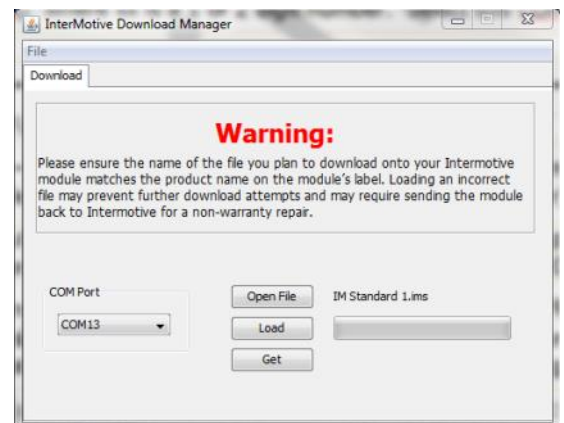 InterMotive Download Manager
File
Download
Warning:
Please ensure the name of the file you plan to download onto your Intermotive
module matches the product name on the module's label. Loading an incorrect
file may prevent further download attempts and may require sending the module
back to Intermotive for a non-warranty repair.
COM Port
Open File IM Standard 1.ims
COM13
Load
Get